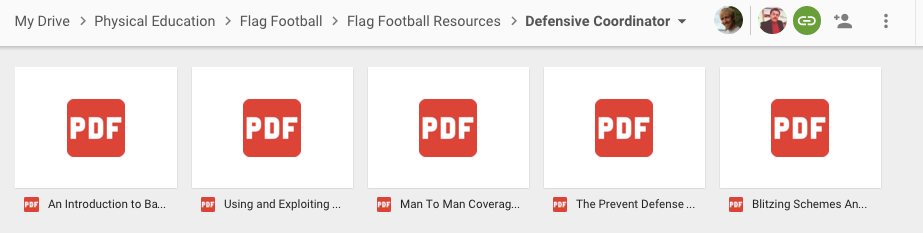 My Drive > Physical Education > Flag Football > Flag Football Resources > Defensive Coordinator
PDF PDF PDF PDF PDF
PDF An Introduction to Ba... PDF Using and Exploiting ... PDF Man To Man Coverag... PDF The Prevent Defense ... PDF Blitzing Schemes An...